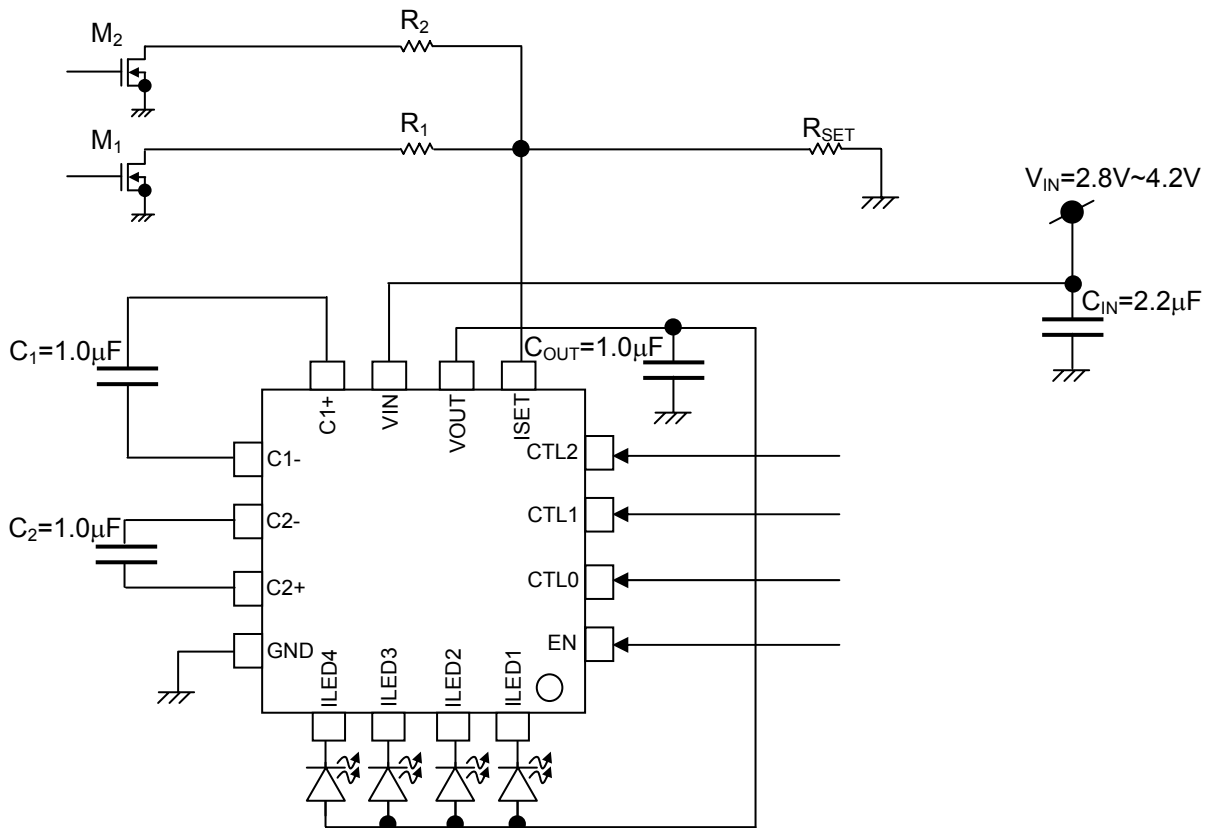 M2
R2
M1
R1
RSET
VIN=2.8V~4.2V
CIN=2.2μF
C1=1.0μF
COUT=1.0μF
C1+
VIN
VOUT
ISET
C1-
CTL2
C2=1.0μF
C2-
CTL1
C2+
CTL0
GND
EN
ILED4
ILED3
ILED2
ILED1